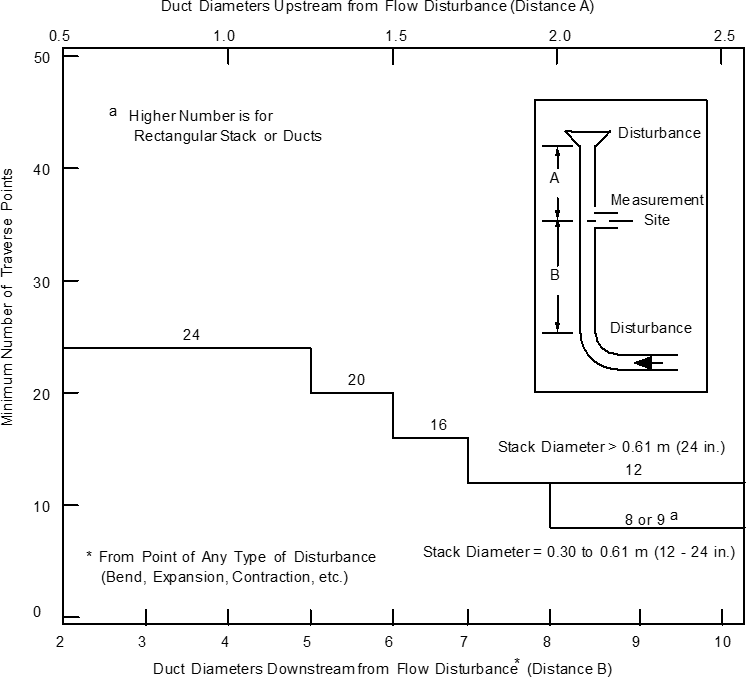 Duct Diameters Upstream from Flow Disturbance (Distance A)
0.5 1.0 1.5 2.0 2.5
50
a Higher Number is for
Rectangular Stack or Ducts
Disturbance
40
A
Measurement
Site
B
30
Disturbance
Minimum Number of Traverse Points
24
20
20
16
Stack Diameter > 0.61 m (24 in.)
12
10
8 or 9 a
Stack Diameter = 0.30 to 0.61 m (12 - 24 in.)
* From Point of Any Type of Disturbance
(Bend, Expansion, Contraction, etc.)
0
2 3 4 5 6 7 8 9 10
Duct Diameters Downstream from Flow Disturbance* (Distance B)